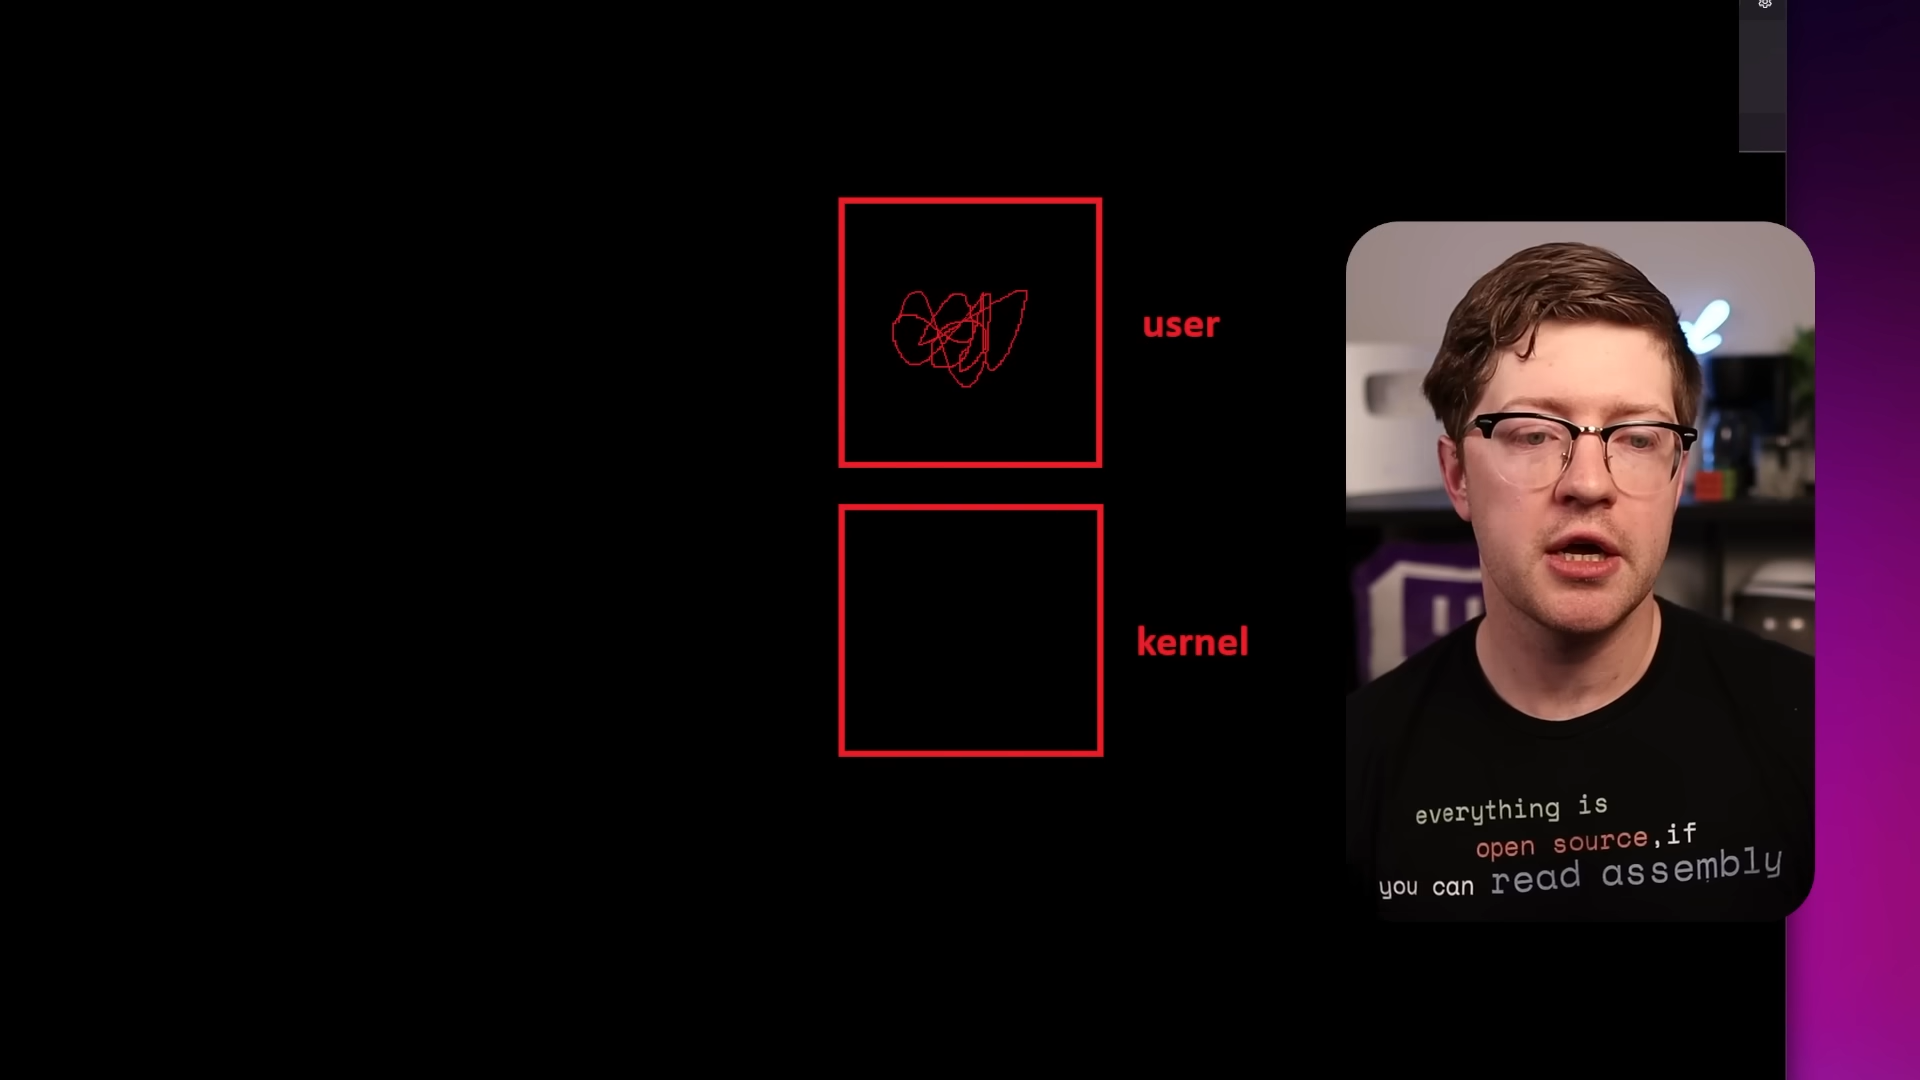 user
kernel
everything is
open source,if
you can read assembly